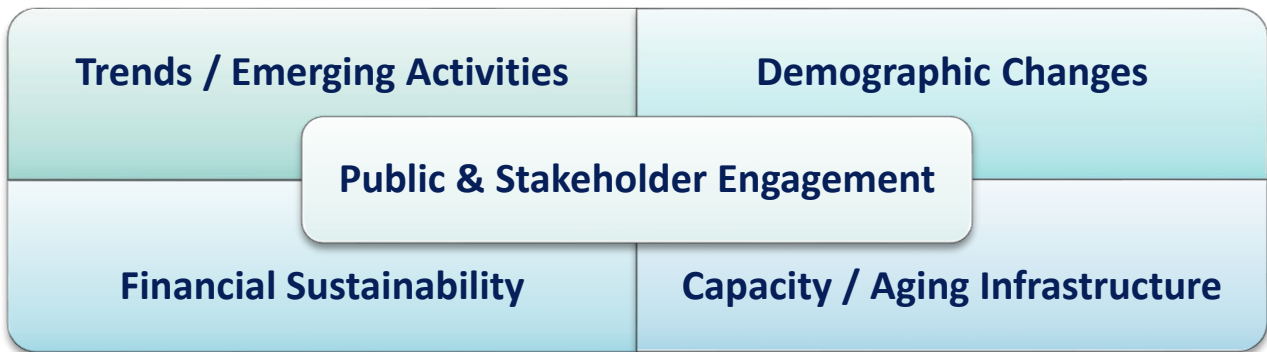 Trends / Emerging Activities
Demographic Changes
Public & Stakeholder Engagement
Financial Sustainability
Capacity / Aging Infrastructure